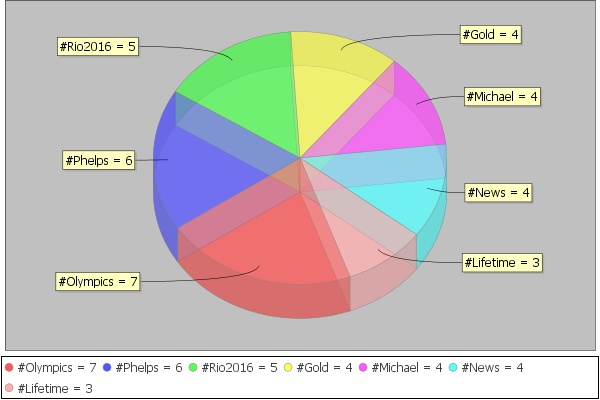 #Rio2016 = 5
#Gold = 4
#Michael = 4
#Phelps = 6
#News = 4
#Lifetime = 3
#Olympics = 7
#Olympics = 7 #Phelps = 6 #Rio2016 = 5 #Gold = 4 #Michael = 4 #News = 4
#Lifetime = 3